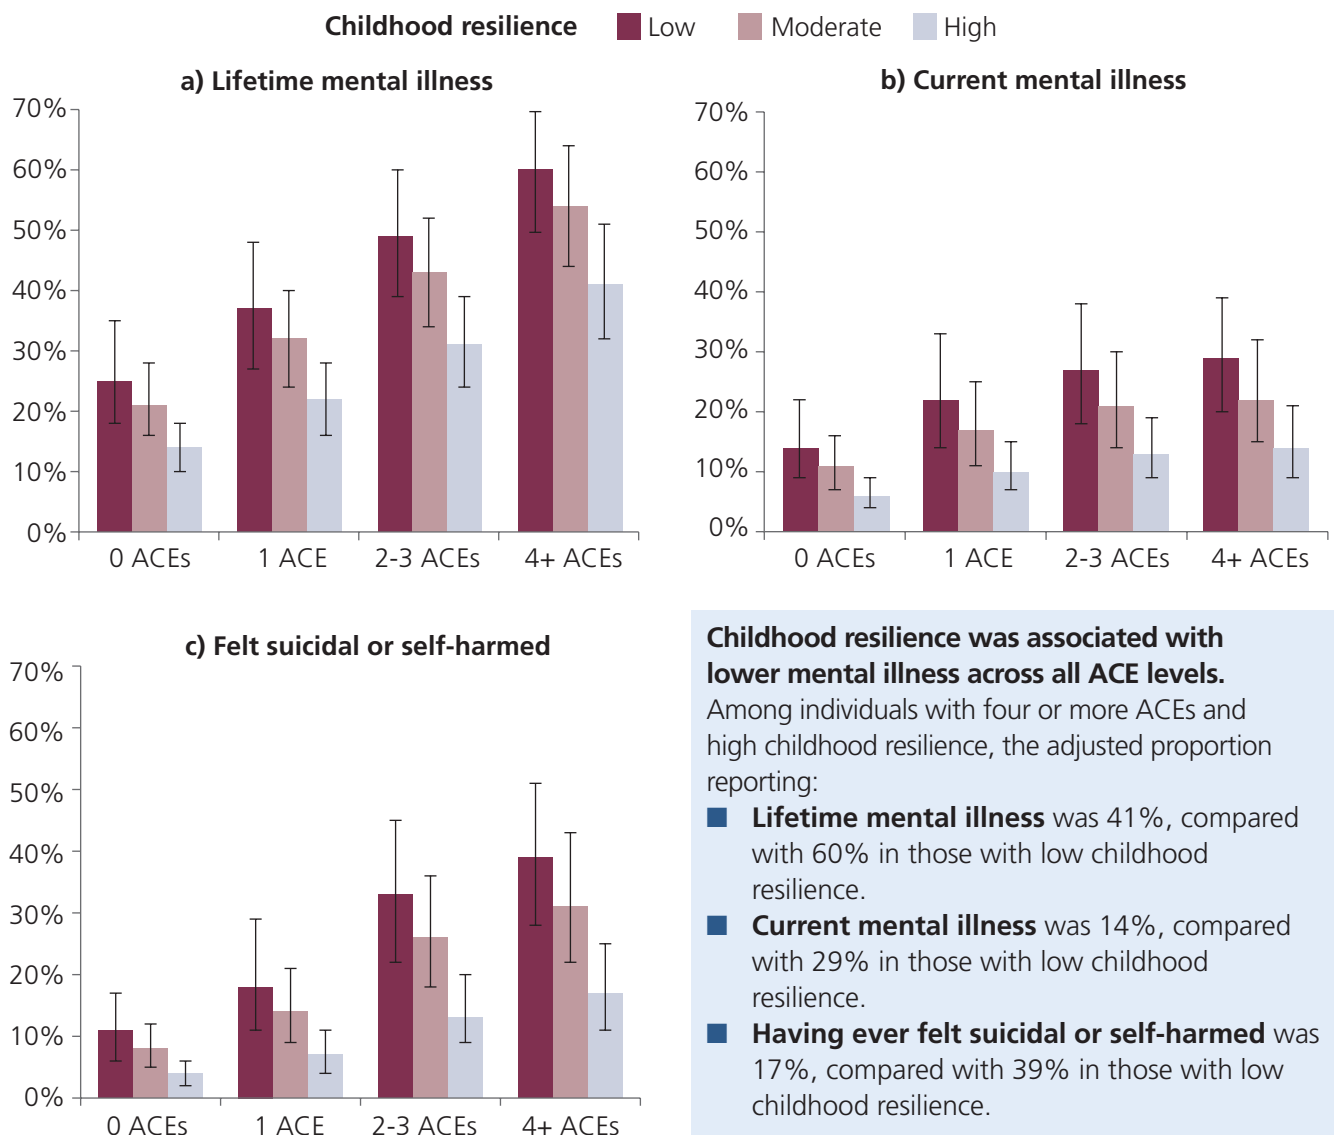 Childhood resilience Low Moderate High
a) Lifetime mental illness
70%
60%
50%
40%
30%
20%
10%
0%
0 ACEs 1 ACE 2-3 ACEs 4+ ACEs
b) Current mental illness
70%
60%
50%
40%
30%
20%
10%
0%
0 ACEs 1 ACE 2-3 ACEs 4+ ACEs
c) Felt suicidal or self-harmed
70%
60%
50%
40%
30%
20%
10%
0%
0 ACEs 1 ACE 2-3 ACEs 4+ ACEs
Childhood resilience was associated with
lower mental illness across all ACE levels.
Among individuals with four or more ACEs and
high childhood resilience, the adjusted proportion
reporting:
■ Lifetime mental illness was 41%, compared
with 60% in those with low childhood
resilience.
■ Current mental illness was 14%, compared
with 29% in those with low childhood
resilience.
■ Having ever felt suicidal or self-harmed was
17%, compared with 39% in those with low
childhood resilience.